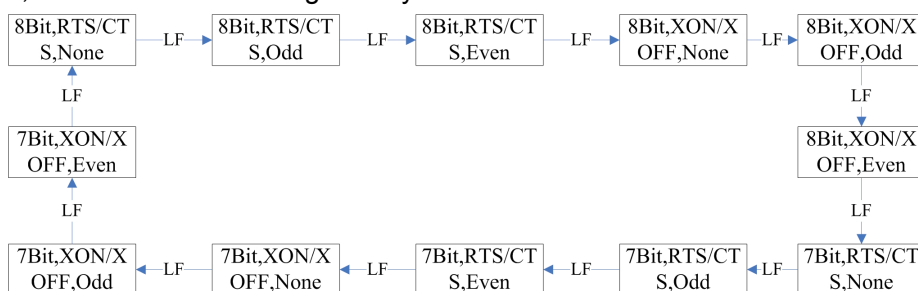 8Bit,RTS/CT
S,None
LF
8Bit,RTS/CT
S,Odd
LF
8Bit,RTS/CT
S,Even
LF
8Bit,XON/X
OFF,None
LF
8Bit,XON/X
OFF,Odd
LF
8Bit,XON/X
OFF,Even
LF
7Bit,RTS/CT
S,None
LF
7Bit,RTS/CT
S,Odd
LF
7Bit,RTS/CT
S,Even
LF
7Bit,XON/X
OFF,None
LF
7Bit,XON/X
OFF,Odd
LF
7Bit,XON/X
OFF,Even
LF